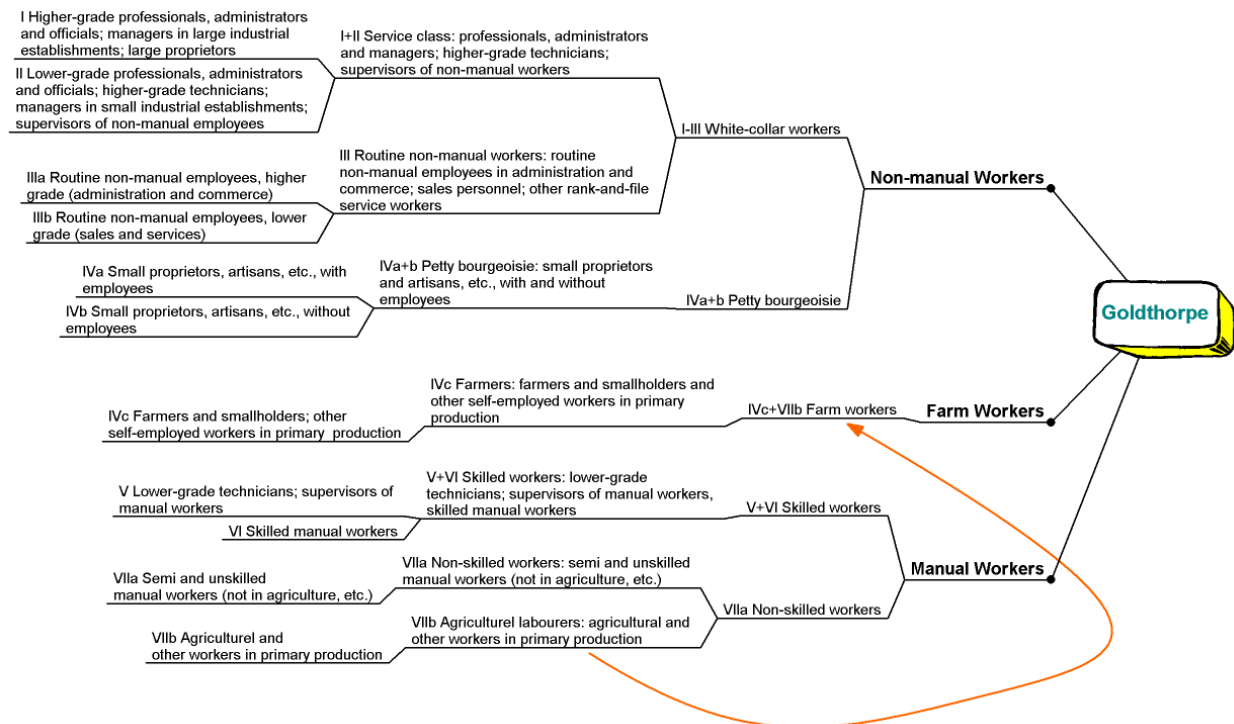 I Higher-grade professionals, administrators
and officials; managers in large industrial
establishments; large proprietors
I+II Service class: professionals, administrators
and managers; higher-grade technicians;
supervisors of non-manual workers
II Lower-grade professionals, administrators
and officials; higher-grade technicians;
managers in small industrial establishments;
supervisors of non-manual employees
I-III White-collar workers
IIIa Routine non-manual employees, higher
grade (administration and commerce)
III Routine non-manual workers: routine
non-manual employees in administration and
commerce; sales personnel; other rank-and-file
service workers
IIIb Routine non-manual employees, lower
grade (sales and services)
Non-manual Workers
IVa Small proprietors, artisans, etc., with
employees
IVa+b Petty bourgeoisie: small proprietors
and artisans, etc., with and without
employees
IVa+b Petty bourgeoisie
IVb Small proprietors, artisans, etc., without
employees
Goldthorpe
IVc Farmers and smallholders; other
self-employed workers in primary production
IVc Farmers: farmers and smallholders and
other self-employed workers in primary
production
IVc+VIIb Farm workers
Farm Workers
V Lower-grade technicians; supervisors of
manual workers
V+VI Skilled workers: lower-grade
technicians; supervisors of manual workers,
skilled manual workers
V+VI Skilled workers
VI Skilled manual workers
Manual Workers
VIIa Semi and unskilled
manual workers (not in agriculture, etc.)
VIIa Non-skilled workers: semi and unskilled
manual workers (not in agriculture, etc.)
VIIa Non-skilled workers
VIIb Agriculturel and
other workers in primary production
VIIb Agriculturel labourers: agricultural and
other workers in primary production